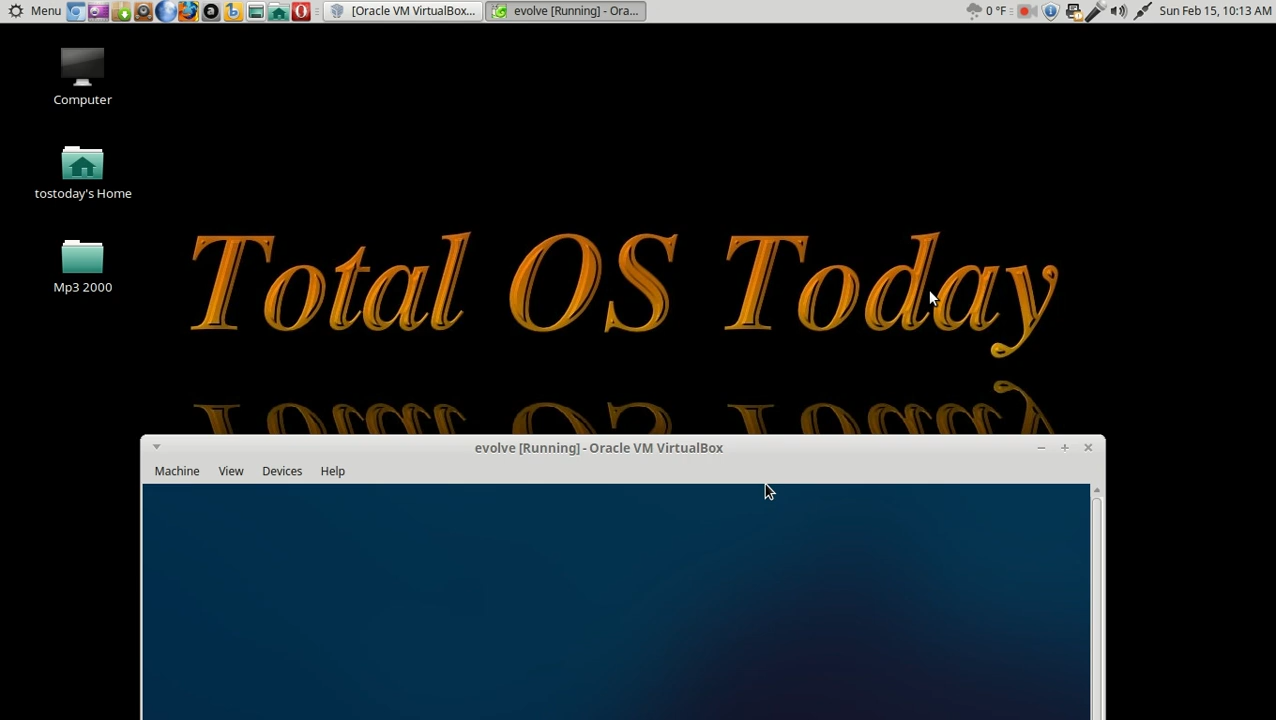 Menu
[Oracle VM VirtualBox...
evolve [Running] - Ora...
0 °F
Sun Feb 15, 10:13 AM
Computer
tostoday's Home
Mp3 2000
Total OS Today
evolve [Running] - Oracle VM VirtualBox
Machine View Devices Help